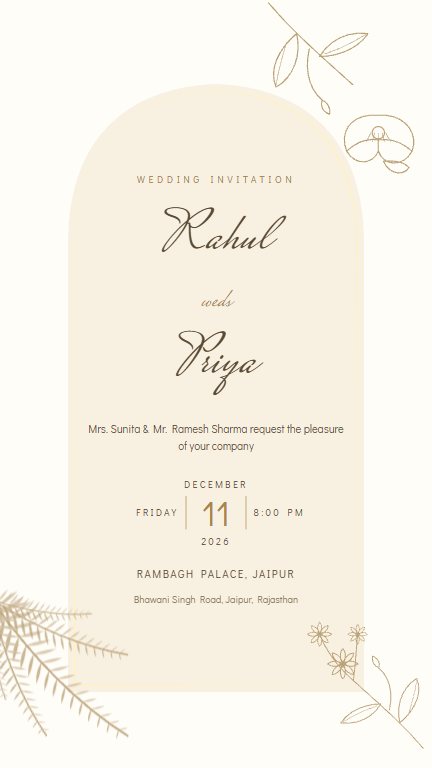 WEDDING INVITATION
Rahul
weds
Priya
Mrs. Sunita & Mr. Ramesh Sharma request the pleasure
of your company
DECEMBER
FRIDAY 11 8:00 PM
2026
RAMBAGH PALACE, JAIPUR
Bhawani Singh Road, Jaipur, Rajasthan